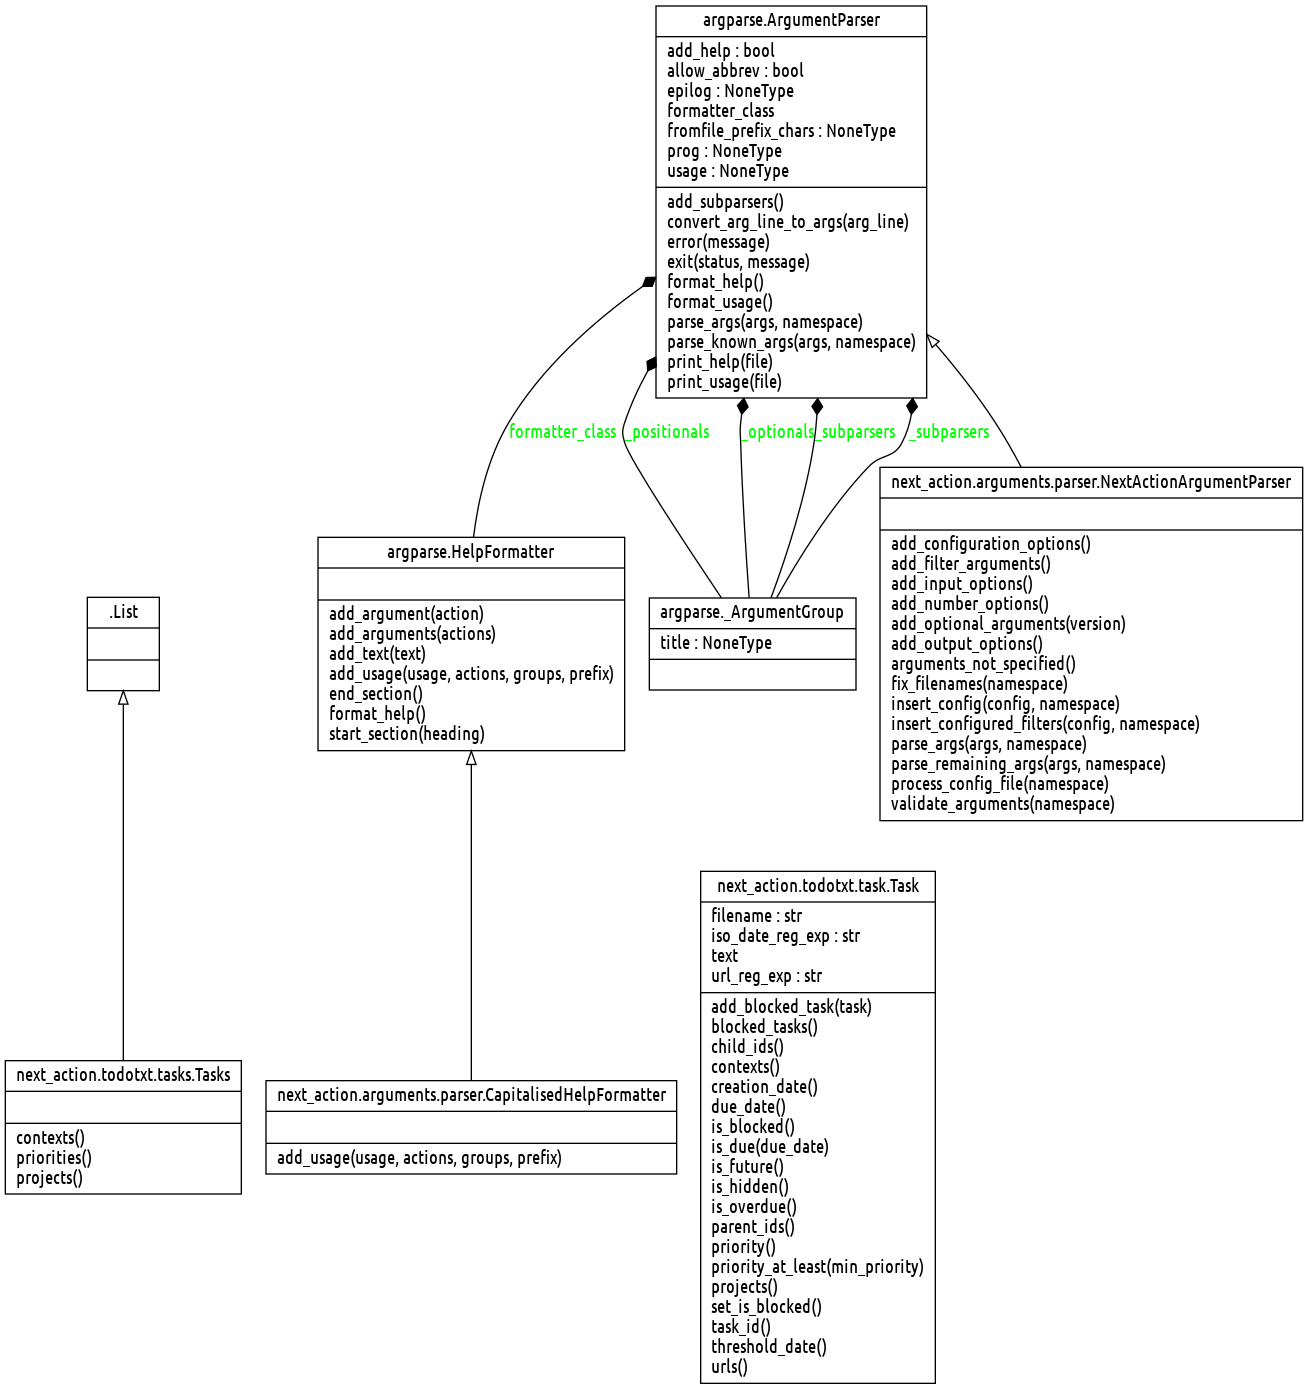 argparse.ArgumentParser
add_help : bool
allow_abbrev : bool
epilog : NoneType
formatter_class
fromfile_prefix_chars : NoneType
prog : NoneType
usage : NoneType
add_subparsers()
convert_arg_line_to_args(arg_line)
error(message)
exit(status, message)
format_help()
format_usage()
parse_args(args, namespace)
parse_known_args(args, namespace)
print_help(file)
print_usage(file)
formatter_class
_positionals
_optionals
_subparsers
_subparsers
next_action.arguments.parser.NextActionArgumentParser
add_configuration_options()
add_filter_arguments()
add_input_options()
add_number_options()
add_optional_arguments(version)
add_output_options()
arguments_not_specified()
fix_filenames(namespace)
insert_config(config, namespace)
insert_configured_filters(config, namespace)
parse_args(args, namespace)
parse_remaining_args(args, namespace)
process_config_file(namespace)
validate_arguments(namespace)
argparse.HelpFormatter
add_argument(action)
add_arguments(actions)
add_text(text)
add_usage(usage, actions, groups, prefix)
end_section()
format_help()
start_section(heading)
argparse._ArgumentGroup
title : NoneType
.List
next_action.todotxt.tasks.Tasks
contexts()
priorities()
projects()
next_action.arguments.parser.CapitalisedHelpFormatter
add_usage(usage, actions, groups, prefix)
next_action.todotxt.task.Task
filename : str
iso_date_reg_exp : str
text
url_reg_exp : str
add_blocked_task(task)
blocked_tasks()
child_ids()
contexts()
creation_date()
due_date()
is_blocked()
is_due(due_date)
is_future()
is_hidden()
is_overdue()
parent_ids()
priority()
priority_at_least(min_priority)
projects()
set_is_blocked()
task_id()
threshold_date()
urls()